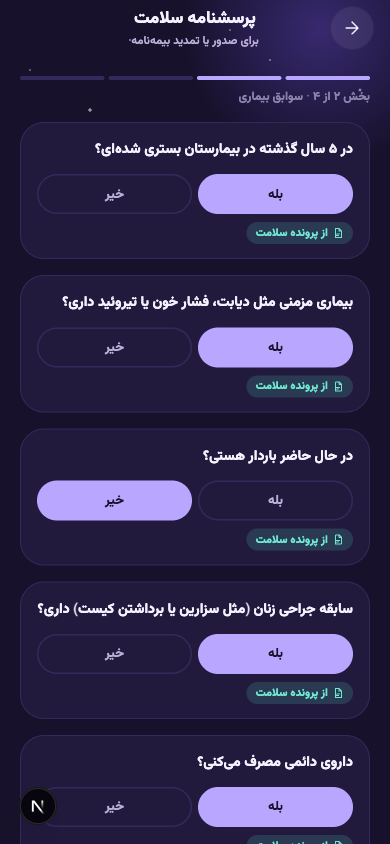 پرسشنامه سلامت
برای صدور یا تمدید بیمه‌نامه·
بخش ۲ از ۴ · سوابق بیماری
در ۵ سال گذشته در بیمارستان بستری شده‌ای؟
بله
خیر
از پرونده سلامت
بیماری مزمنی مثل دیابت، فشار خون یا تیروئید داری؟
بله
خیر
از پرونده سلامت
در حال حاضر باردار هستی؟
بله
خیر
از پرونده سلامت
سابقه جراحی زنان (مثل سزارین یا برداشتن کیست) داری؟
بله
خیر
از پرونده سلامت
داروی دائمی مصرف می‌کنی؟
بله
خیر
N
از پرونده سلامت